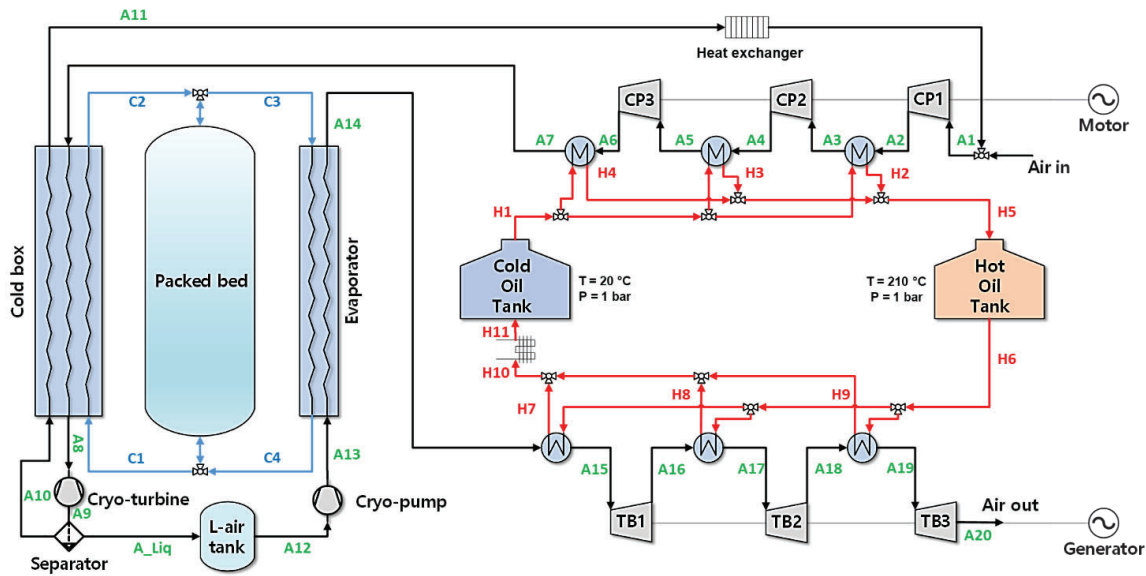 A11
Heat exchanger
C2
C3
A14
CP3
CP2
CP1
Motor
A7
A6
A5
A4
A3
A2
A1
Air in
H4
H3
H2
H1
H5
Cold box
Packed bed
Evaporator
Cold
Oil
Tank
T = 20 °C
P = 1 bar
T = 210 °C
P = 1 bar
Hot
Oil
Tank
H11
H10
H6
H7
H8
H9
A8
C1
C4
A13
A15
A16
A17
A18
A19
A10
Cryo-turbine
A9
Cryo-pump
TB1
TB2
TB3
Air out
A20
Generator
Separator
A_Liq
L-air
tank
A12